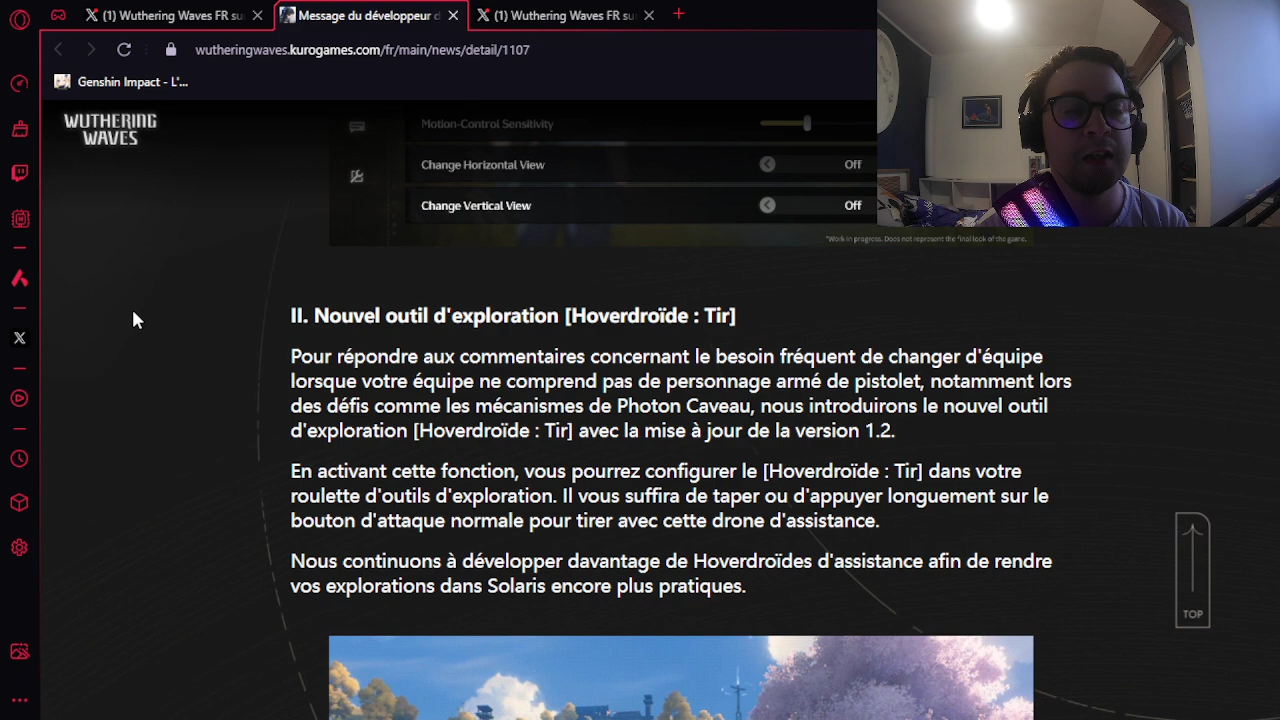 (1) Wuthering Waves FR su
Message du développeur d
(1) Wuthering Waves FR su
wutheringwaves.kurogames.com/fr/main/news/detail/1107
Genshin Impact - L'...
WUTHERING
WAVES
Motion-Control Sensitivity
Change Horizontal View
Off
Change Vertical View
Off
*Work in progress. Does not represent the final look of the game.
II. Nouvel outil d'exploration [Hoverdroïde : Tir]
Pour répondre aux commentaires concernant le besoin fréquent de changer d'équipe
lorsque votre équipe ne comprend pas de personnage armé de pistolet, notamment lors
des défis comme les mécanismes de Photon Caveau, nous introduirons le nouvel outil
d'exploration [Hoverdroïde : Tir] avec la mise à jour de la version 1.2.
En activant cette fonction, vous pourrez configurer le [Hoverdroïde : Tir] dans votre
roulette d'outils d'exploration. Il vous suffira de taper ou d'appuyer longuement sur le
bouton d'attaque normale pour tirer avec cette drone d'assistance.
Nous continuons à développer davantage de Hoverdroïdes d'assistance afin de rendre
vos explorations dans Solaris encore plus pratiques.
TOP